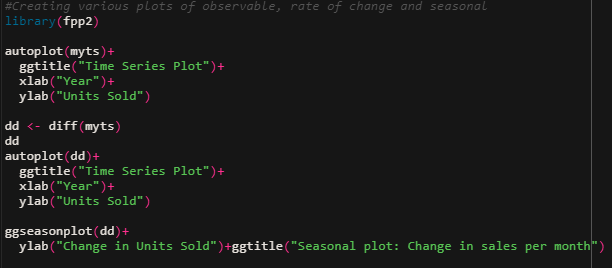 #Creating various plots of observable, rate of change and seasonal
library(fpp2)
autoplot(myts)+
ggtitle("Time Series Plot")+
xlab("Year")+
ylab("Units Sold")
dd <- diff(myts)
dd
autoplot(dd)+
ggtitle("Time Series Plot")+
xlab("Year")+
ylab("Units Sold")
ggseasonplot(dd)+
ylab("Change in Units Sold")+ggtitle("Seasonal plot: Change in sales per month")